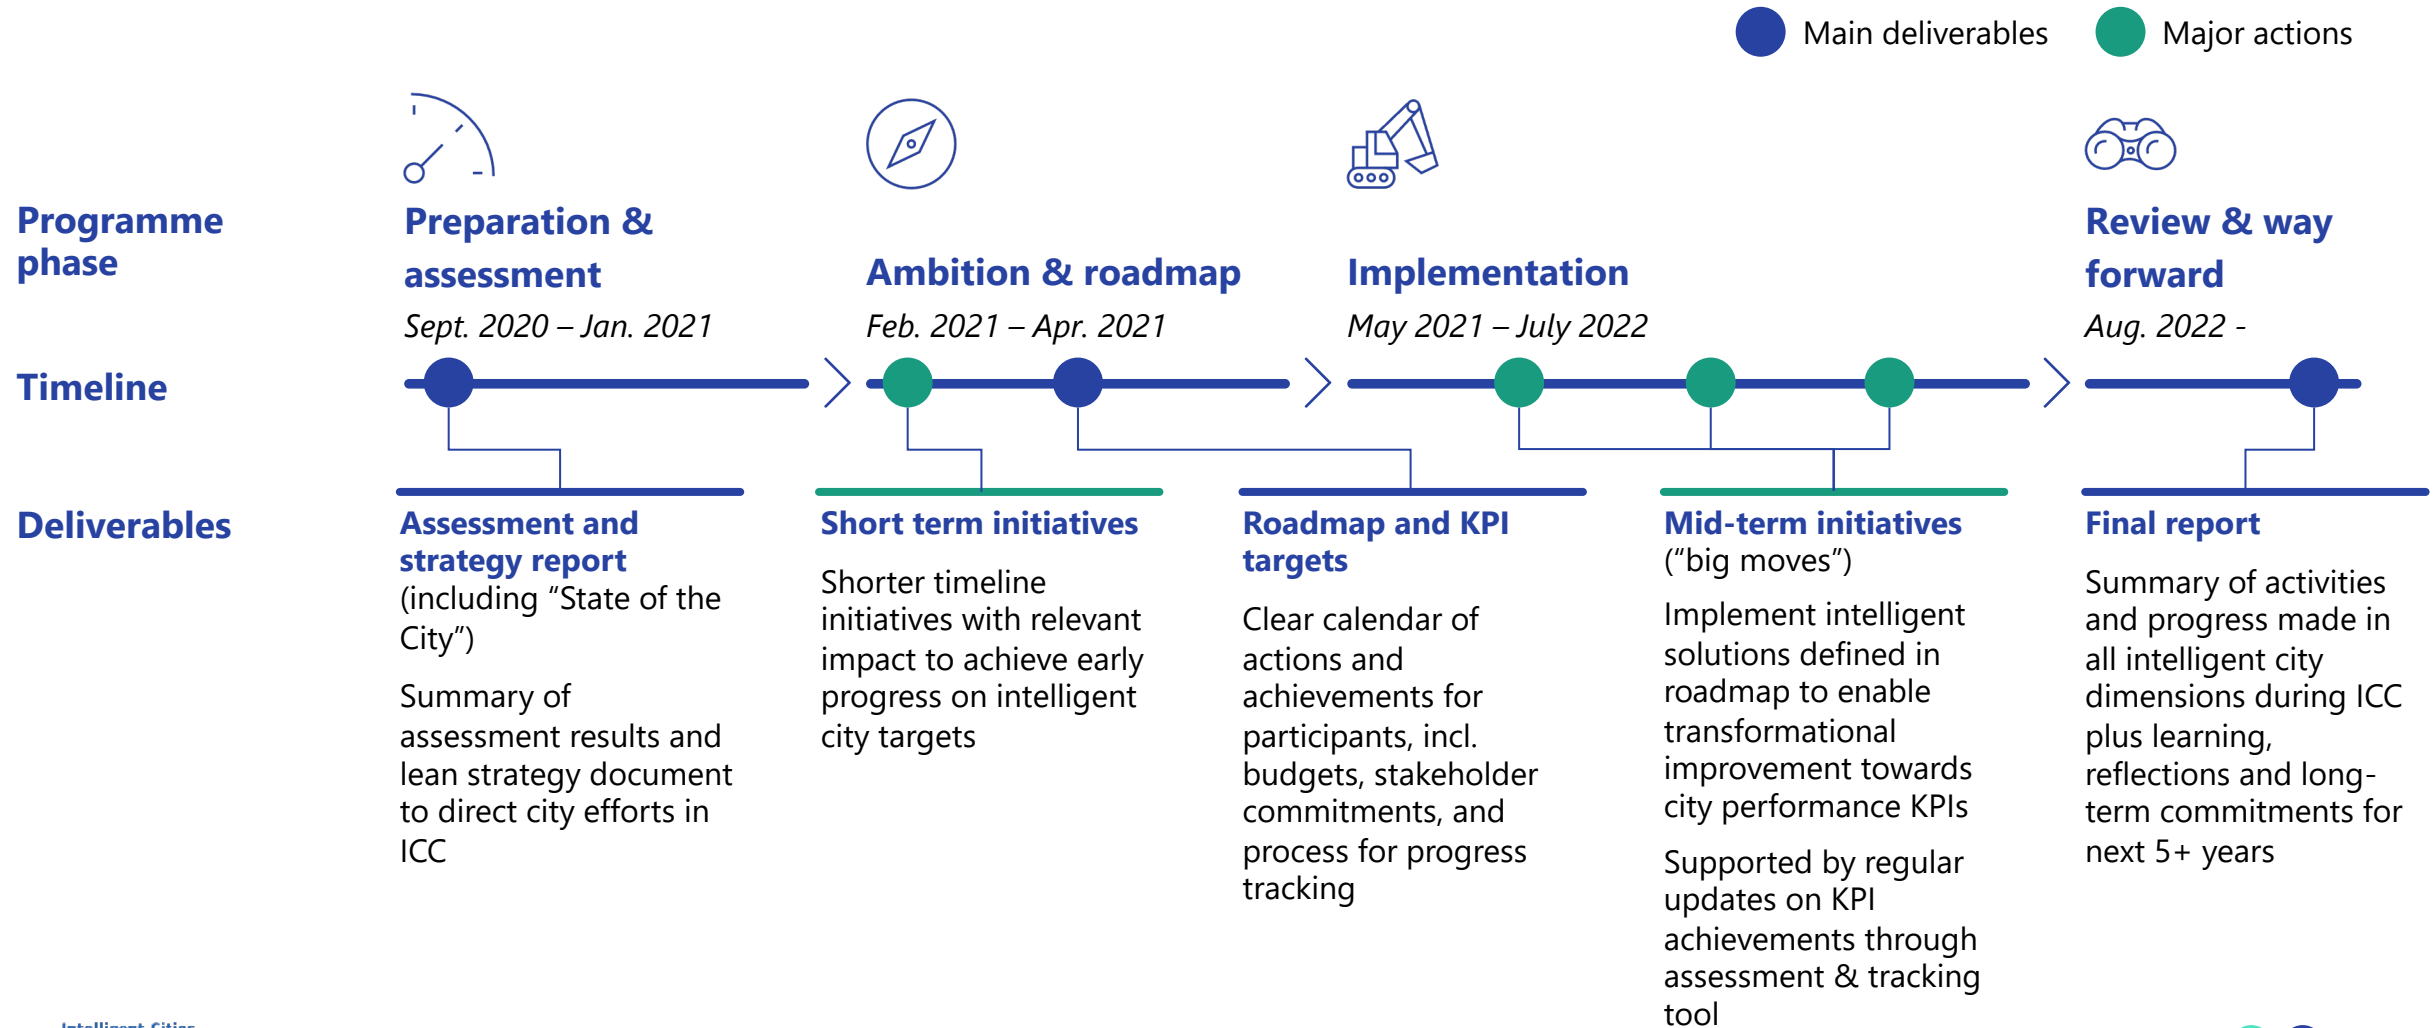 Main deliverables
Major actions
Programme
phase
Preparation &
assessment
Sept. 2020 – Jan. 2021
Ambition & roadmap
Feb. 2021 – Apr. 2021
Implementation
May 2021 – July 2022
Review & way
forward
Aug. 2022 -
Timeline
Deliverables
Assessment and
strategy report
(including “State of the
City”)
Summary of
assessment results and
lean strategy document
to direct city efforts in
ICC
Short term initiatives
Shorter timeline
initiatives with relevant
impact to achieve early
progress on intelligent
city targets
Roadmap and KPI
targets
Clear calendar of
actions and
achievements for
participants, incl.
budgets, stakeholder
commitments, and
process for progress
tracking
Mid-term initiatives
(“big moves”)
Implement intelligent
solutions defined in
roadmap to enable
transformational
improvement towards
city performance KPIs
Supported by regular
updates on KPI
achievements through
assessment & tracking
tool
Final report
Summary of activities
and progress made in
all intelligent city
dimensions during ICC
plus learning,
reflections and long-
term commitments for
next 5+ years
Intelligent Cities